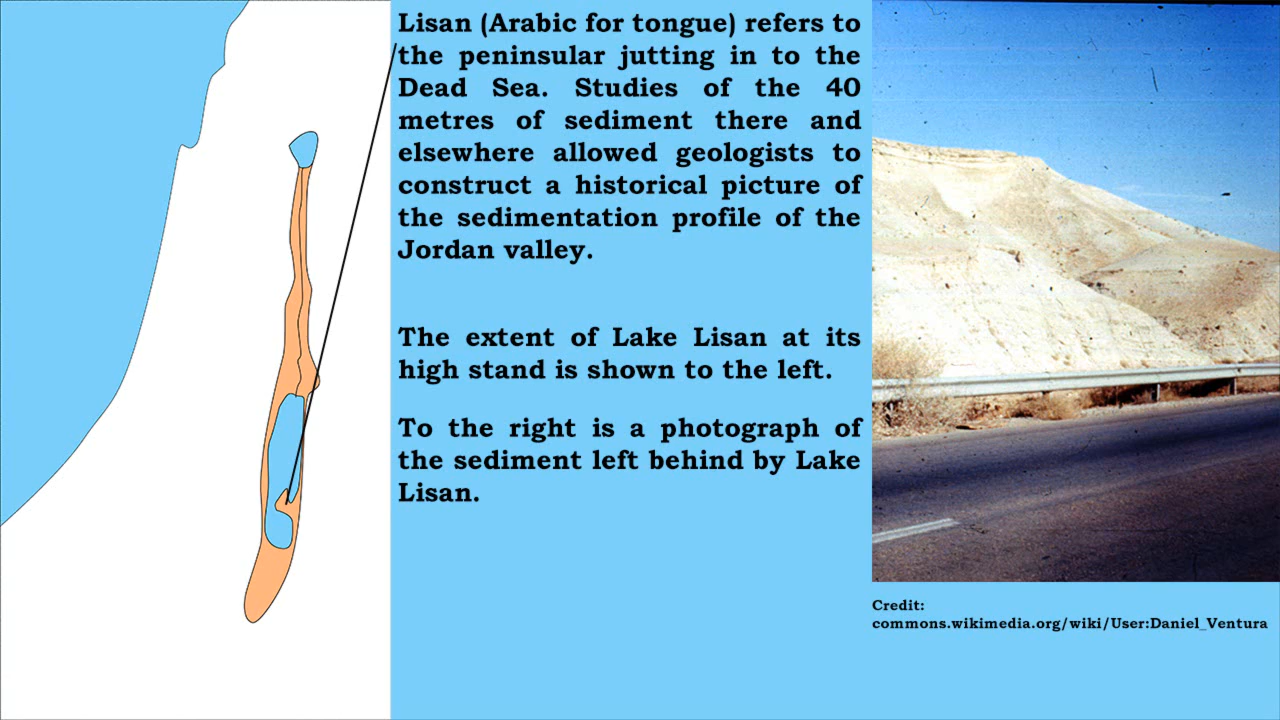 Lisan (Arabic for tongue) refers to
the peninsular jutting in to the
Dead Sea. Studies of the 40
metres of sediment there and
elsewhere allowed geologists to
construct a historical picture of
the sedimentation profile of the
Jordan valley.
The extent of Lake Lisan at its
high stand is shown to the left.
To the right is a photograph of
the sediment left behind by Lake
Lisan.
Credit:
commons.wikimedia.org/wiki/User:Daniel_Ventura